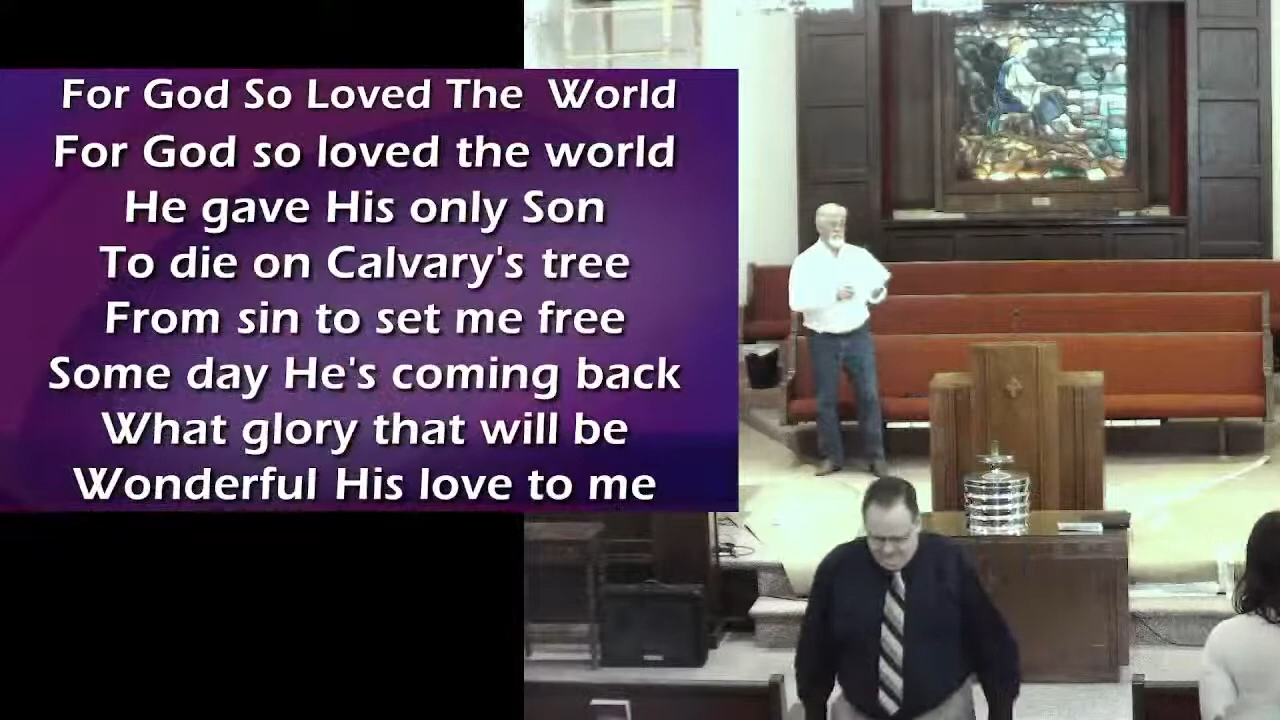 For God So Loved The World
For God so loved the world
He gave His only Son
To die on Calvary's tree
From sin to set me free
Some day He's coming back
What glory that will be
Wonderful His love to me